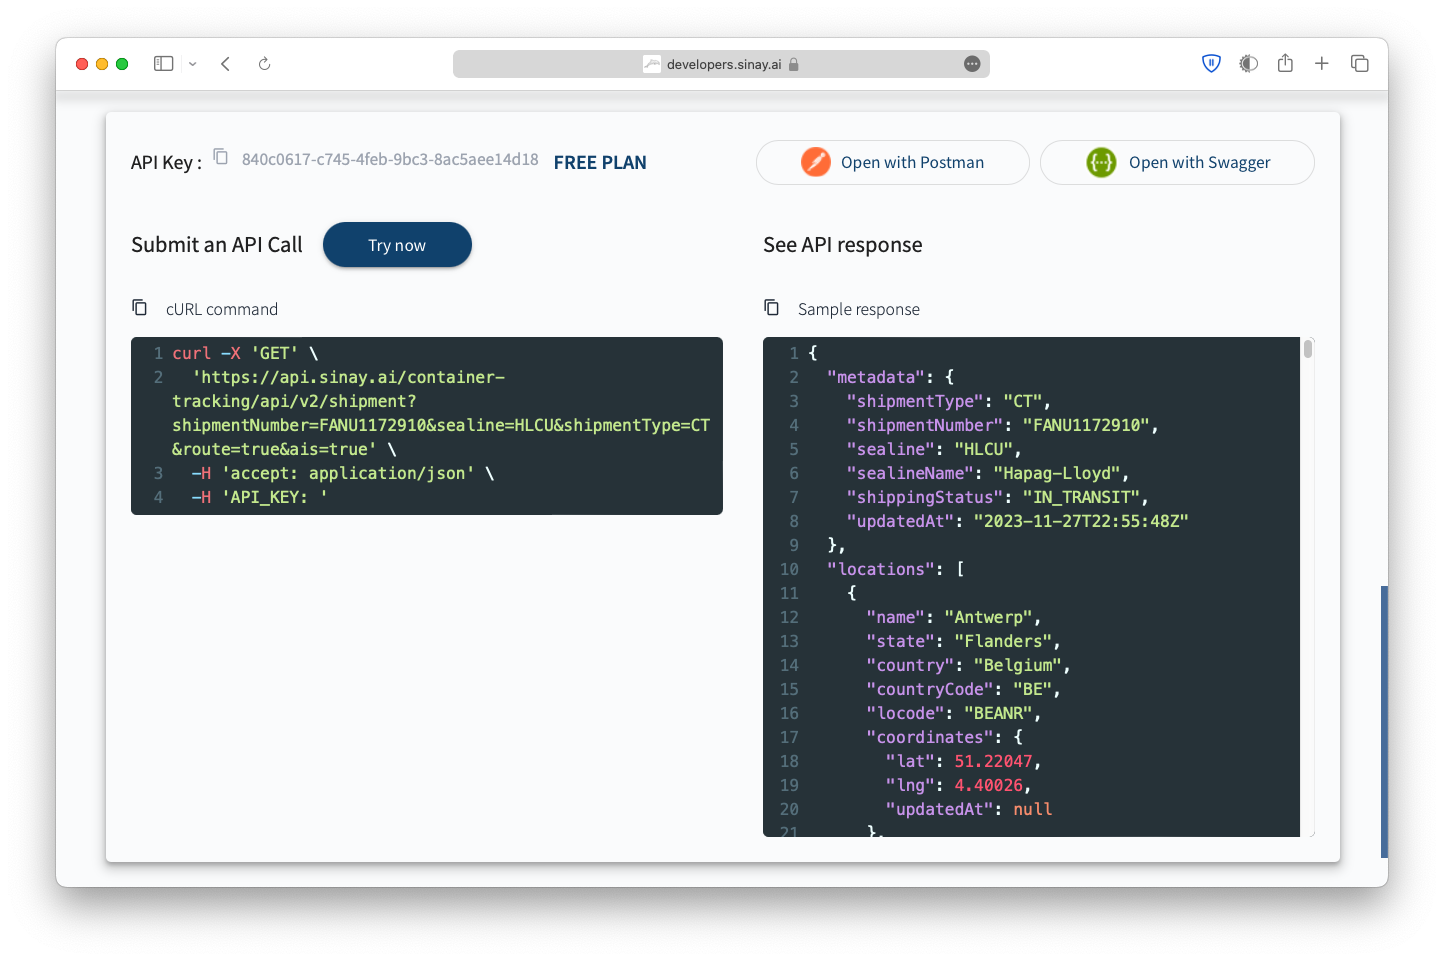 developers.sinay.ai
API Key : 840c0617-c745-4feb-9bc3-8ac5aee14d18 FREE PLAN
Open with Postman
Open with Swagger
Submit an API Call
Try now
See API response
cURL command
1 curl -X 'GET' \
2 'https://api.sinay.ai/container-
tracking/api/v2/shipment?
shipmentNumber=FANU1172910&sealine=HLCU&shipmentType=CT
&route=true&ais=true' \
3 -H 'accept: application/json' \
4 -H 'API_KEY: '
Sample response
1 {
2 "metadata": {
3 "shipmentType": "CT",
4 "shipmentNumber": "FANU1172910",
5 "sealine": "HLCU",
6 "sealineName": "Hapag-Lloyd",
7 "shippingStatus": "IN_TRANSIT",
8 "updatedAt": "2023-11-27T22:55:48Z"
9 },
10 "locations": [
11 {
12 "name": "Antwerp",
13 "state": "Flanders",
14 "country": "Belgium",
15 "countryCode": "BE",
16 "locode": "BEANR",
17 "coordinates": {
18 "lat": 51.22047,
19 "lng": 4.40026,
20 "updatedAt": null
21 },